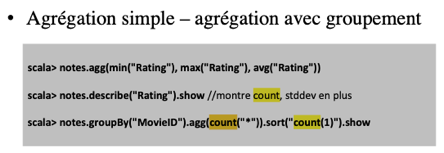 • Agrégation simple – agrégation avec groupement
scala> notes.agg(min("Rating"), max("Rating"), avg("Rating"))
scala> notes.describe("Rating").show //montre count, stddev en plus
scala> notes.groupBy("MovieID").agg(count("*")).sort("count(1)").show